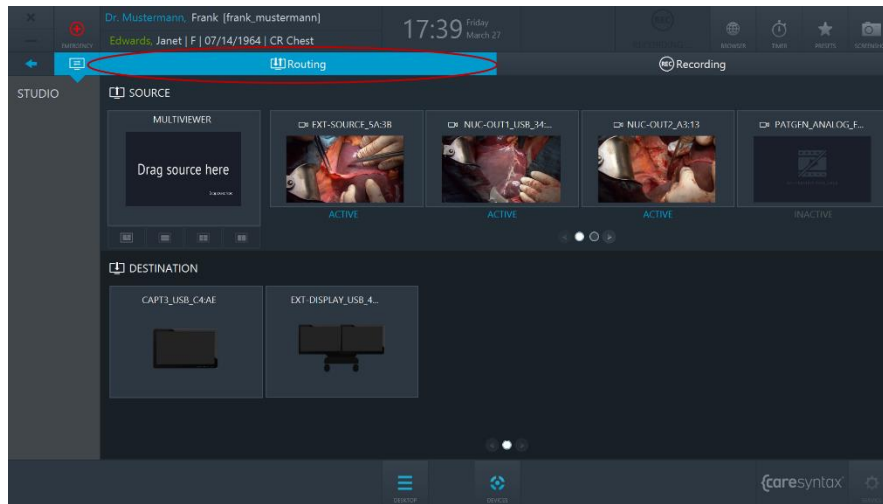 Dr. Mustermann, Frank [frank_mustermann]
Edwards, Janet | F | 07/14/1964 | CR Chest
17:39 Friday
March 27
EMERGENCY
BROWSER
TIMER
PRESETS
Routing
REC Recording
STUDIO
SOURCE
MULTIVIEWER
Drag source here
EXT-SOURCE_5A:3B
ACTIVE
NUC-OUT1_USB_34:...
ACTIVE
NUC-OUT2_A3:13
ACTIVE
PATGEN_ANALOG_F...
INACTIVE
DESTINATION
CAPT3_USB_C4:AE
EXT-DISPLAY_USB_4...
DESKTOP
DEVICES
caresyntax